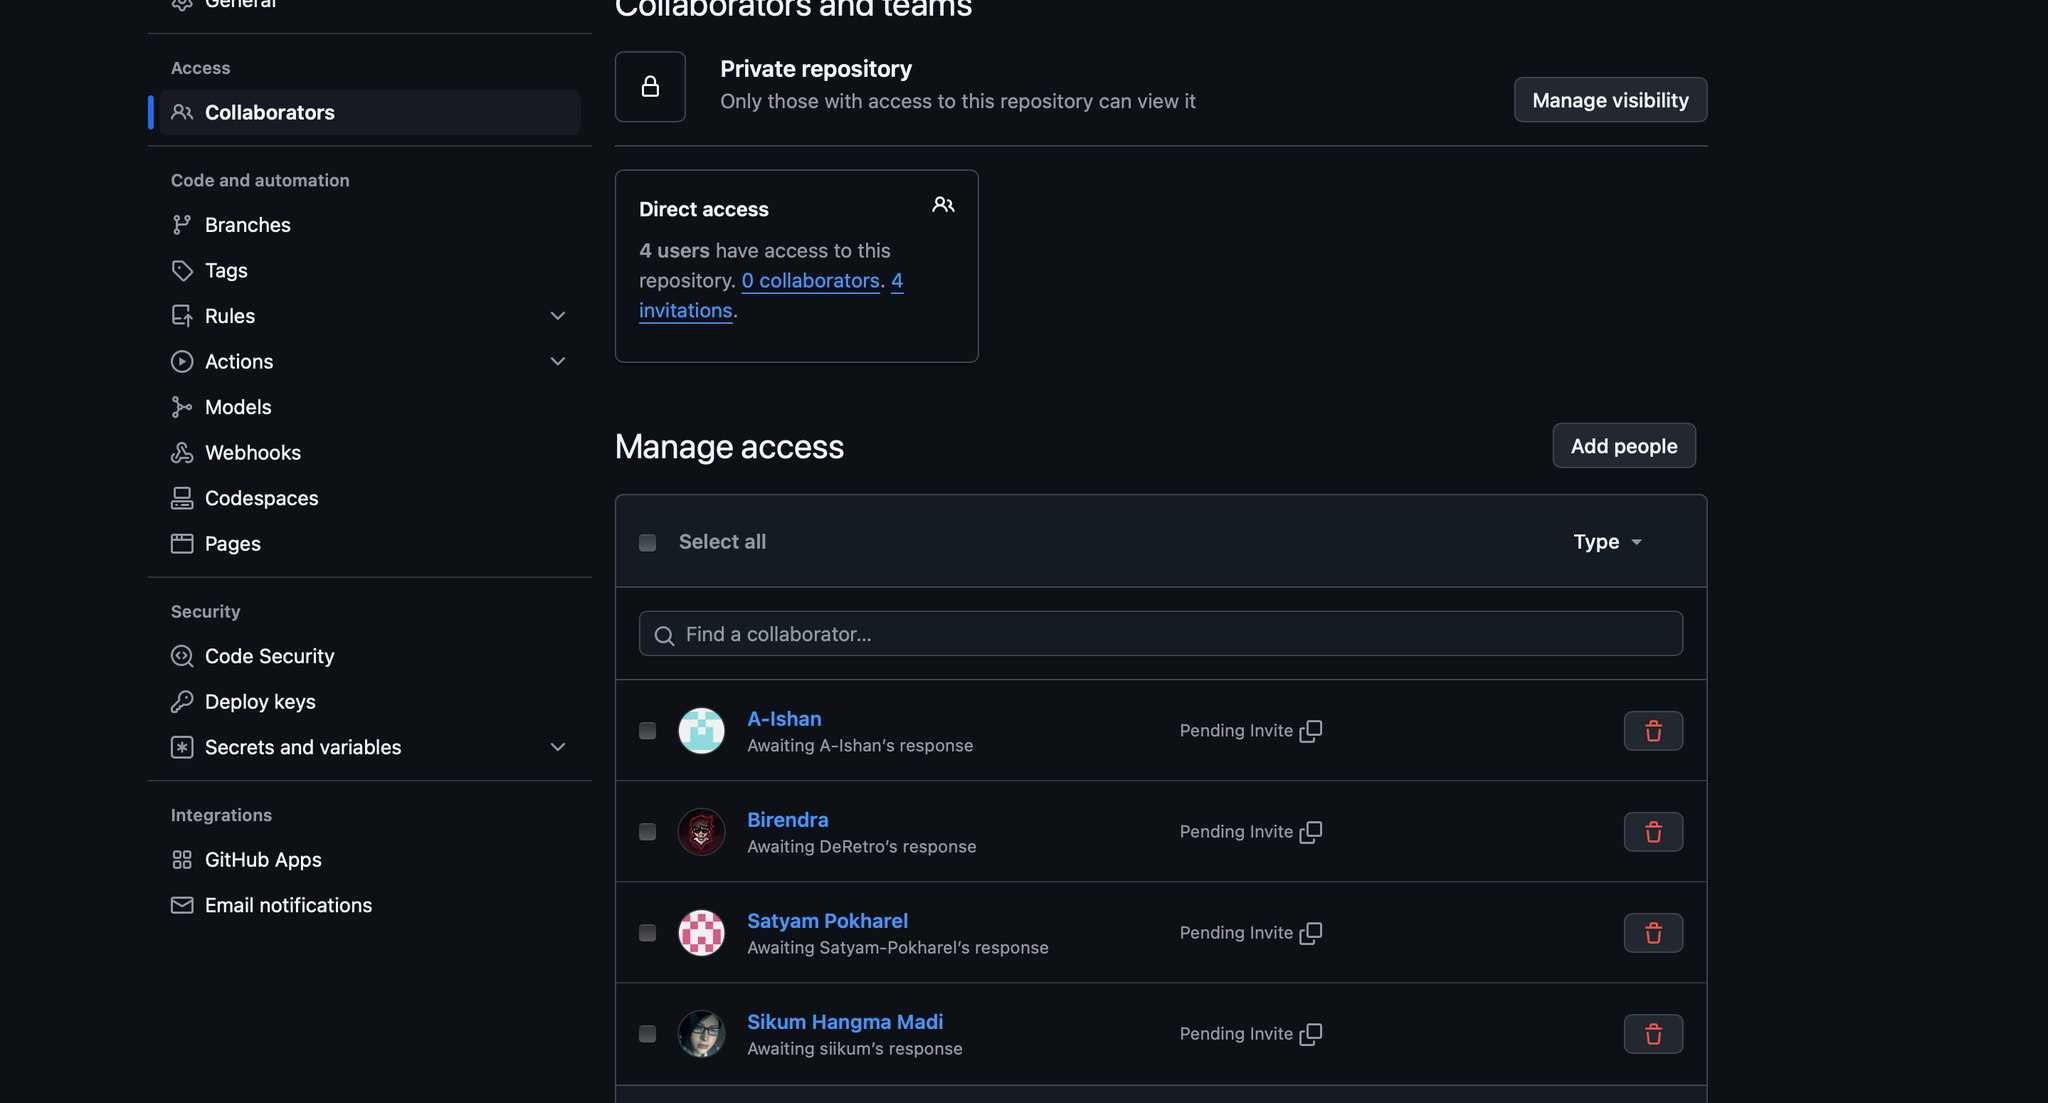 General
Access
Collaborators
Code and automation
Branches
Tags
Rules
Actions
Models
Webhooks
Codespaces
Pages
Security
Code Security
Deploy keys
Secrets and variables
Integrations
GitHub Apps
Email notifications
Collaborators and teams
Private repository
Only those with access to this repository can view it
Manage visibility
Direct access
4 users have access to this
repository. 0 collaborators. 4
invitations.
Manage access
Add people
Select all
Type
Find a collaborator...
A-Ishan
Awaiting A-Ishan’s response
Pending Invite
Birendra
Awaiting DeRetro’s response
Pending Invite
Satyam Pokharel
Awaiting Satyam-Pokharel’s response
Pending Invite
Sikum Hangma Madi
Awaiting siikum’s response
Pending Invite